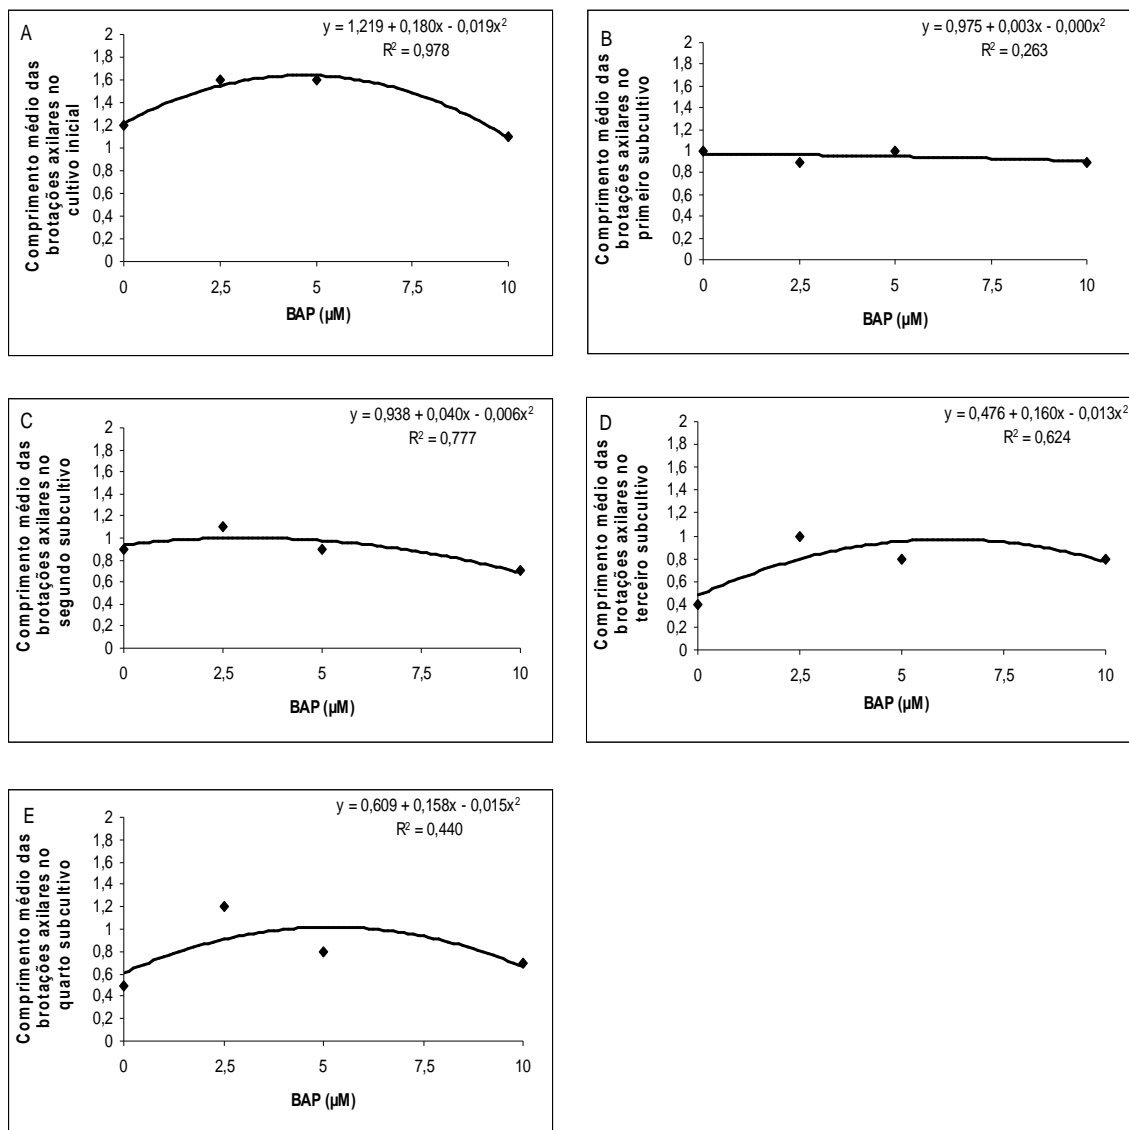 A
y = 1,219 + 0,180x - 0,019x²
R² = 0,978
Comprimento médio das
brotações axilares no
cultivo inicial
2
1,8
1,6
1,4
1,2
1
0,8
0,6
0,4
0,2
0
0 2,5 5 7,5 10
BAP (µM)
B
y = 0,975 + 0,003x - 0,000x²
R² = 0,263
Comprimento médio das
brotações axilares no
primeiro subcultivo
2
1,8
1,6
1,4
1,2
1
0,8
0,6
0,4
0,2
0
0 2,5 5 7,5 10
BAP (µM)
C
y = 0,938 + 0,040x - 0,006x²
R² = 0,777
Comprimento médio das
brotações axilares no
segundo subcultivo
2
1,8
1,6
1,4
1,2
1
0,8
0,6
0,4
0,2
0
0 2,5 5 7,5 10
BAP (µM)
D
y = 0,476 + 0,160x - 0,013x²
R² = 0,624
Comprimento médio das
brotações axilares no
terceiro subcultivo
2
1,8
1,6
1,4
1,2
1
0,8
0,6
0,4
0,2
0
0 2,5 5 7,5 10
BAP (µM)
E
y = 0,609 + 0,158x - 0,015x²
R² = 0,440
Comprimento médio das
brotações axilares no
quarto subcultivo
2
1,8
1,6
1,4
1,2
1
0,8
0,6
0,4
0,2
0
0 2,5 5 7,5 10
BAP (µM)